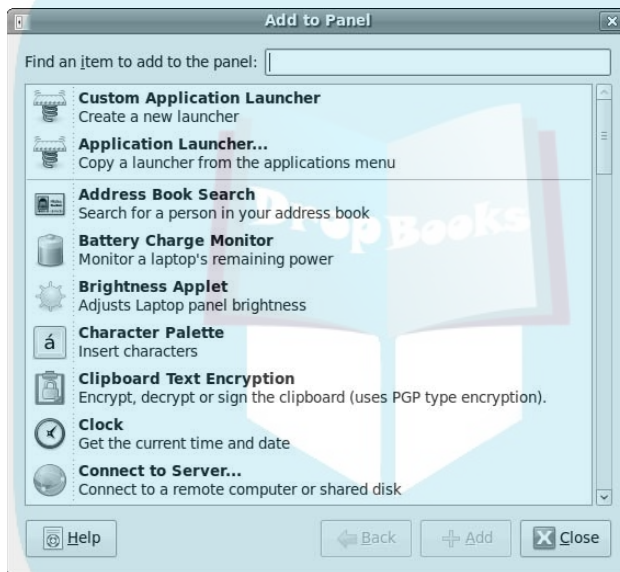 Add to Panel
Find an item to add to the panel:
Custom Application Launcher
Create a new launcher
Application Launcher...
Copy a launcher from the applications menu
Address Book Search
Search for a person in your address book
Battery Charge Monitor
Monitor a laptop's remaining power
Brightness Applet
Adjusts Laptop panel brightness
á
Character Palette
Insert characters
Clipboard Text Encryption
Encrypt, decrypt or sign the clipboard (uses PGP type encryption).
Clock
Get the current time and date
Connect to Server...
Connect to a remote computer or shared disk
Help
Back
Add
Close
DropBooks